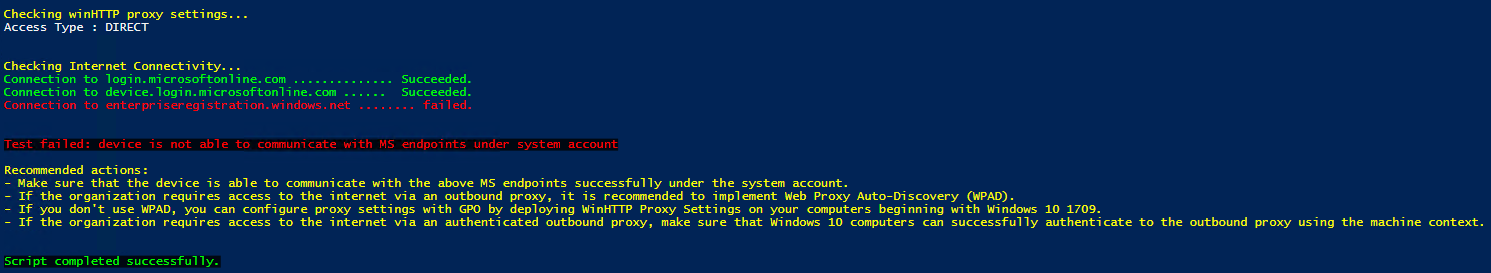 Checking winHTTP proxy settings...
Access Type : DIRECT
Checking Internet Connectivity...
Connection to login.microsoftonline.com .............. Succeeded.
Connection to device.login.microsoftonline.com ...... Succeeded.
Connection to enterpriseregistration.windows.net ........ failed.
Test failed: device is not able to communicate with MS endpoints under system account
Recommended actions:
- Make sure that the device is able to communicate with the above MS endpoints successfully under the system account.
- If the organization requires access to the internet via an outbound proxy, it is recommended to implement Web Proxy Auto-Discovery (WPAD).
- If you don't use WPAD, you can configure proxy settings with GPO by deploying WinHTTP Proxy Settings on your computers beginning with Windows 10 1709.
- If the organization requires access to the internet via an authenticated outbound proxy, make sure that Windows 10 computers can successfully authenticate to the outbound proxy using the machine context.
Script completed successfully.